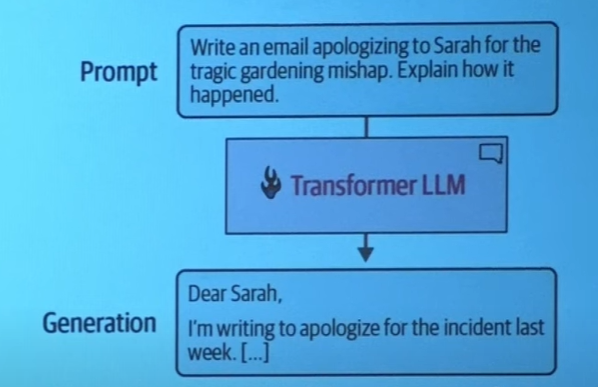 Prompt
Write an email apologizing to Sarah for the
tragic gardening mishap. Explain how it
happened.
Transformer LLM
Generation
Dear Sarah,
I'm writing to apologize for the incident last
week. [...]